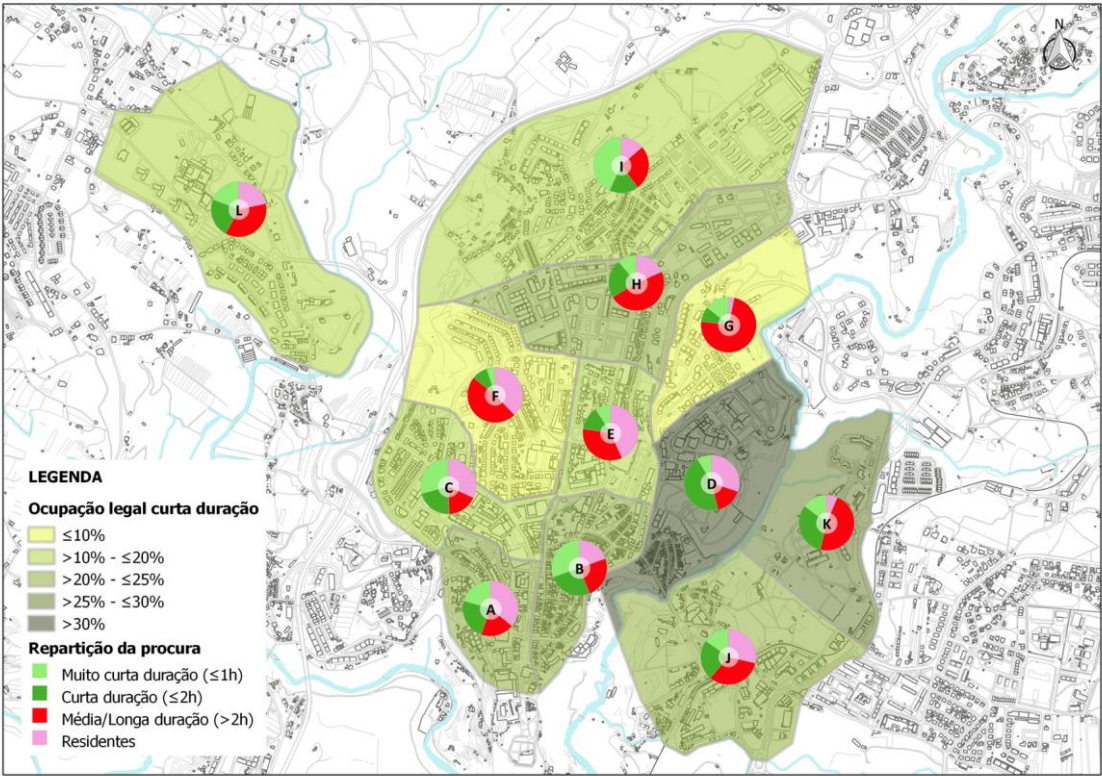 N
I
L
H
G
F
E
D
C
K
B
A
J
LEGENDA
Ocupação legal curta duração
≤10%
>10% - ≤20%
>20% - ≤25%
>25% - ≤30%
>30%
Repartição da procura
Muito curta duração (≤1h)
Curta duração (≤2h)
Média/Longa duração (>2h)
Residentes